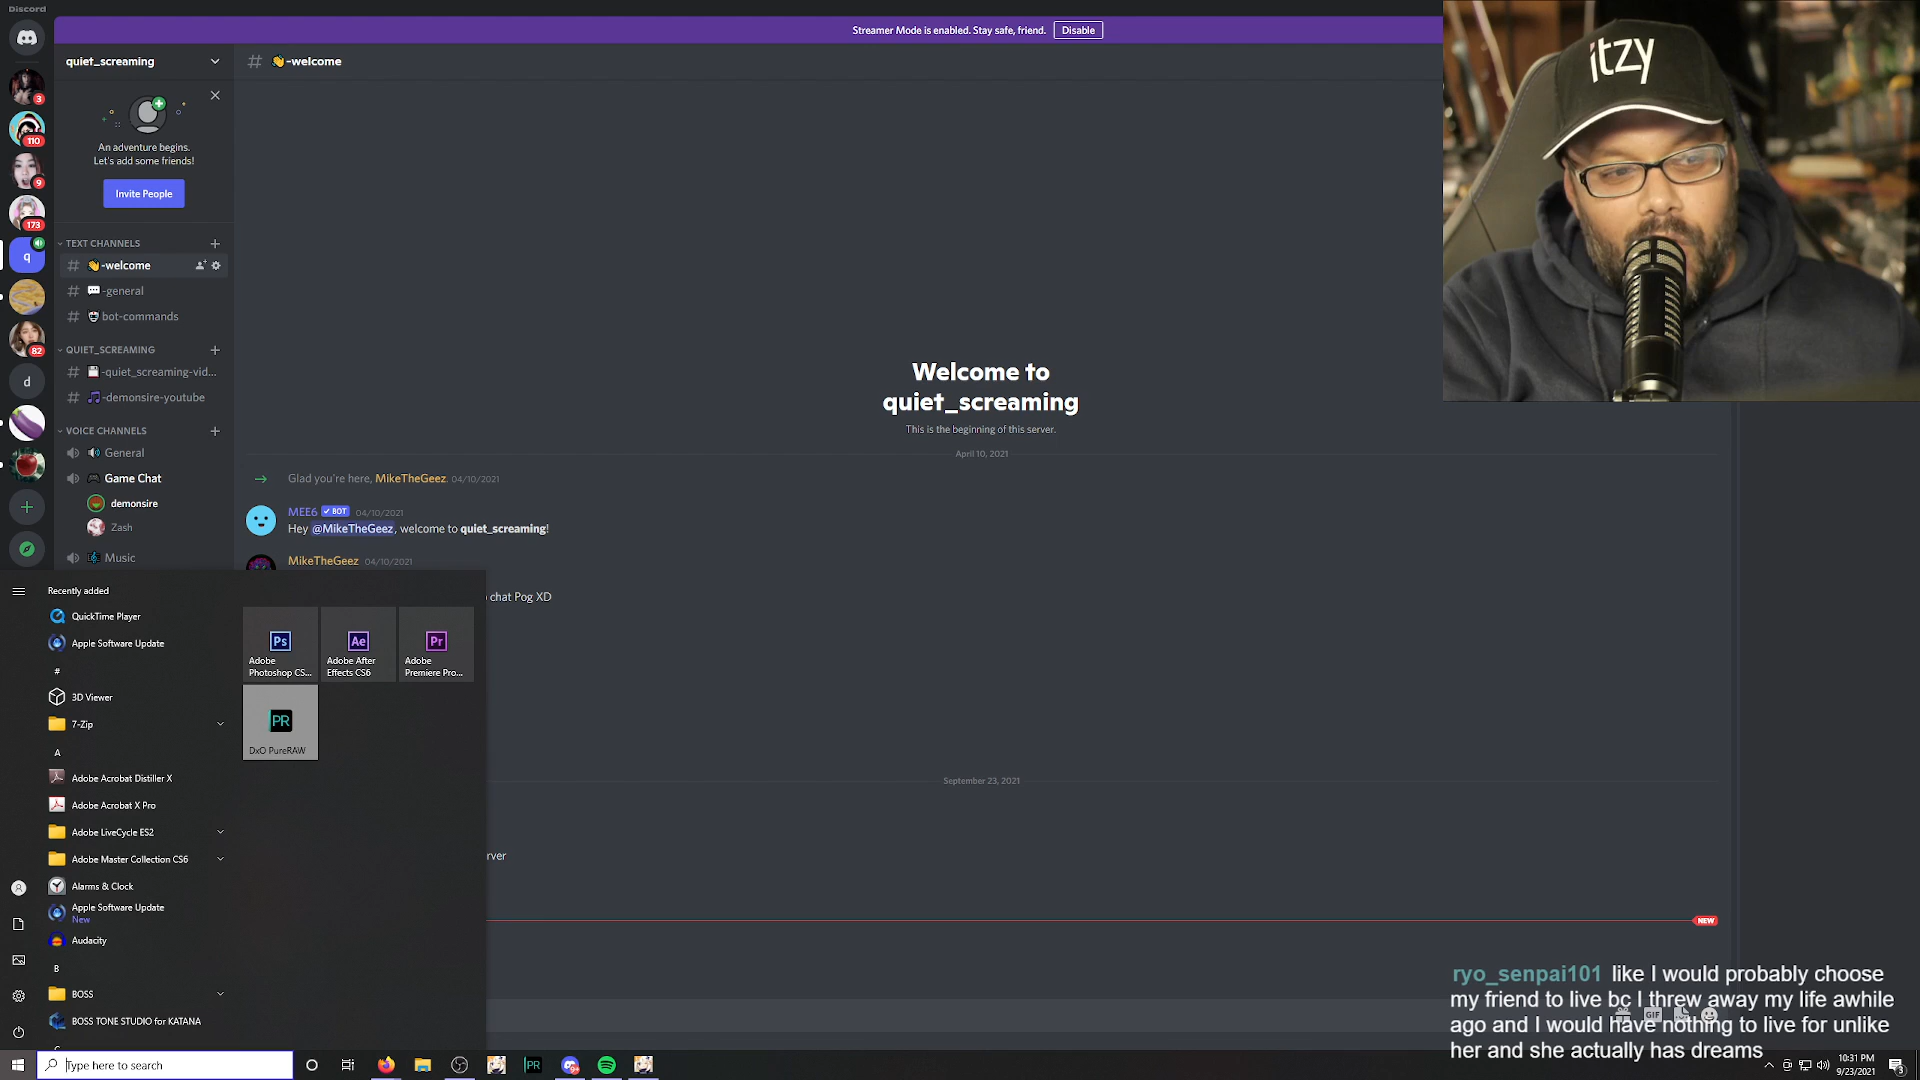 Discord
Streamer Mode is enabled. Stay safe, friend. Disable
quiet_screaming
# 👋-welcome
An adventure begins.
Let's add some friends!
Invite People
3
110
9
173
q
82
d
TEXT CHANNELS
👋-welcome
💬-general
bot-commands
QUIET_SCREAMING
💾-quiet_screaming-vid...
🎵-demonsire-youtube
VOICE CHANNELS
🔊 General
🎮 Game Chat
demonsire
Zash
🎼 Music
Welcome to
quiet_screaming
This is the beginning of this server.
April 10, 2021
Glad you're here, MikeTheGeez. 04/10/2021
MEE6 ✓ BOT 04/10/2021
Hey @MikeTheGeez, welcome to quiet_screaming!
MikeTheGeez 04/10/2021
chat Pog XD
September 23, 2021
rver
NEW
GIF
itzy
Recently added
QuickTime Player
Apple Software Update
#
3D Viewer
7-Zip
A
Adobe Acrobat Distiller X
Adobe Acrobat X Pro
Adobe LiveCycle ES2
Adobe Master Collection CS6
Alarms & Clock
Apple Software Update
New
Audacity
B
BOSS
BOSS TONE STUDIO for KATANA
Ps
Adobe
Photoshop CS...
Ae
Adobe After
Effects CS6
Pr
Adobe
Premiere Pro...
PR
DxO PureRAW
ryo_senpai101 like I would probably choose
my friend to live bc I threw away my life awhile
ago and I would have nothing to live for unlike
her and she actually has dreams
Type here to search
PR
10:31 PM
9/23/2021
3